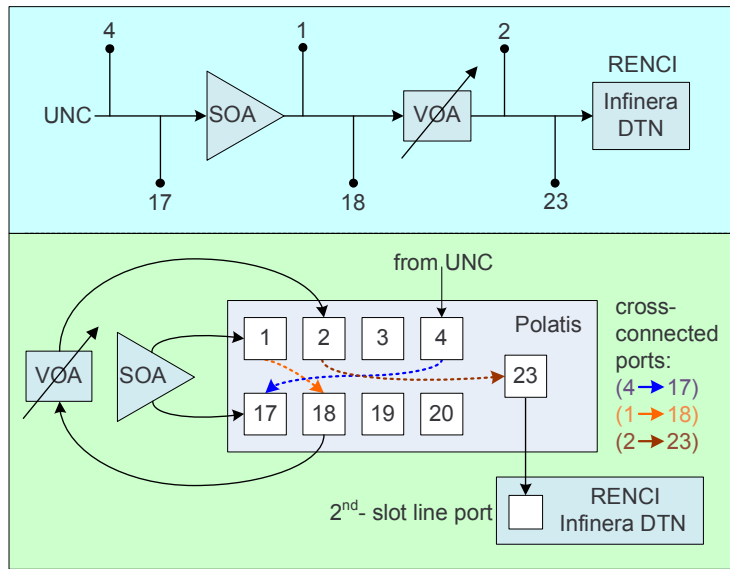 4
1
2
RENCI
UNC
SOA
VOA
Infinera
DTN
17
18
23
from UNC
1
2
3
4
Polatis
cross-
connected
ports:
VOA
SOA
23
17
18
19
20
(4 17)
(1 18)
(2 23)
2nd- slot line port
RENCI
Infinera DTN